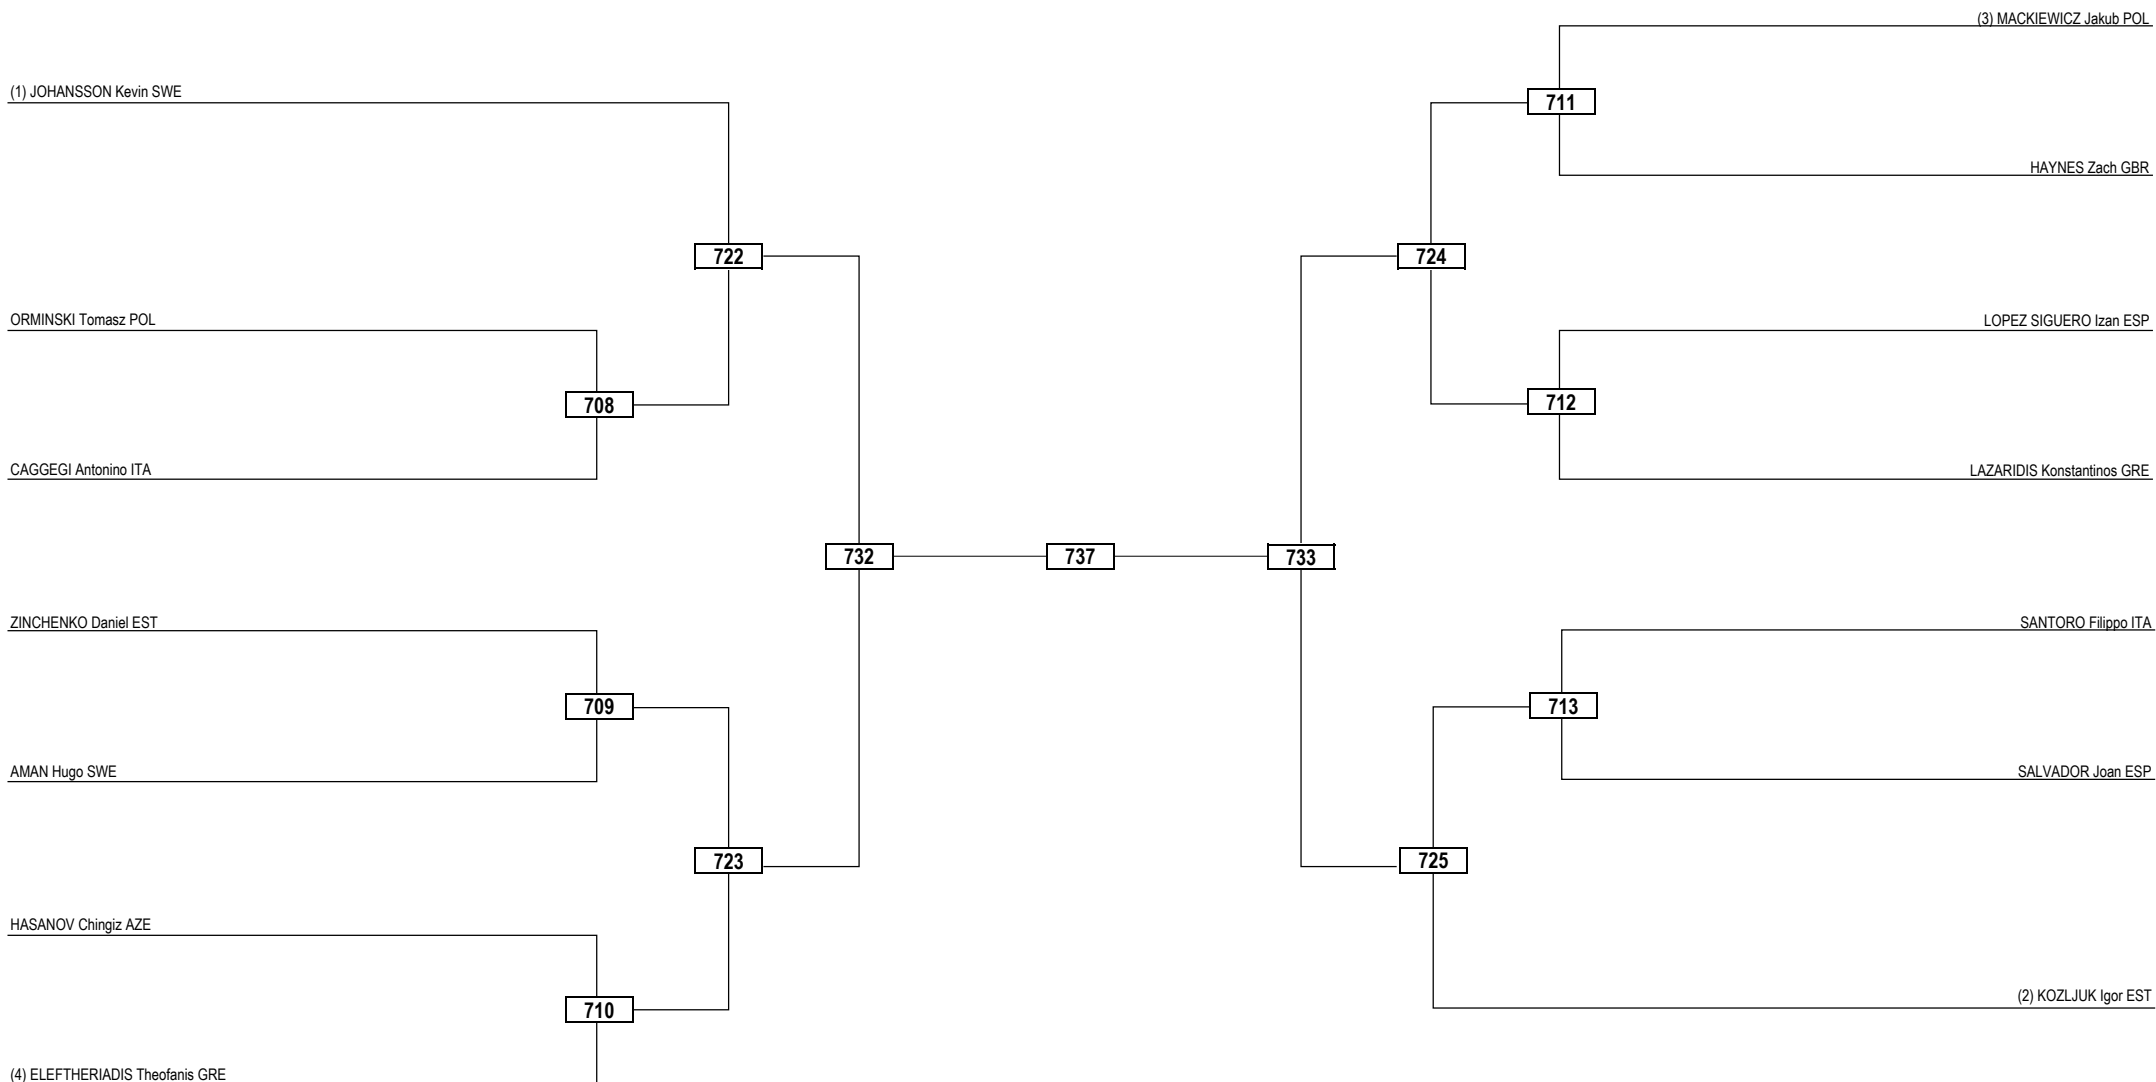 (3) MACKIEWICZ Jakub POL
(1) JOHANSSON Kevin SWE
711
HAYNES Zach GBR
722
724
ORMINSKI Tomasz POL
LOPEZ SIGUERO Izan ESP
708
712
CAGGEGI Antonino ITA
LAZARIDIS Konstantinos GRE
732
737
733
ZINCHENKO Daniel EST
SANTORO Filippo ITA
709
713
AMAN Hugo SWE
SALVADOR Joan ESP
723
725
HASANOV Chingiz AZE
(2) KOZLJUK Igor EST
710
(4) ELEFTHERIADIS Theofanis GRE